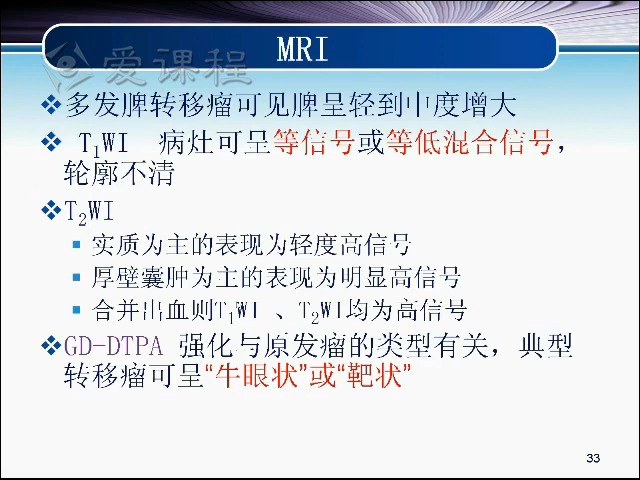 MRI
爱课程
❖多发脾转移瘤可见脾呈轻到中度增大
❖ T₁WI 病灶可呈等信号或等低混合信号，
轮廓不清
❖T₂WI
▪ 实质为主的表现为轻度高信号
▪ 厚壁囊肿为主的表现为明显高信号
▪ 合并出血则T₁WI 、T₂WI均为高信号
❖GD-DTPA 强化与原发瘤的类型有关，典型
转移瘤可呈“牛眼状”或“靶状”
33